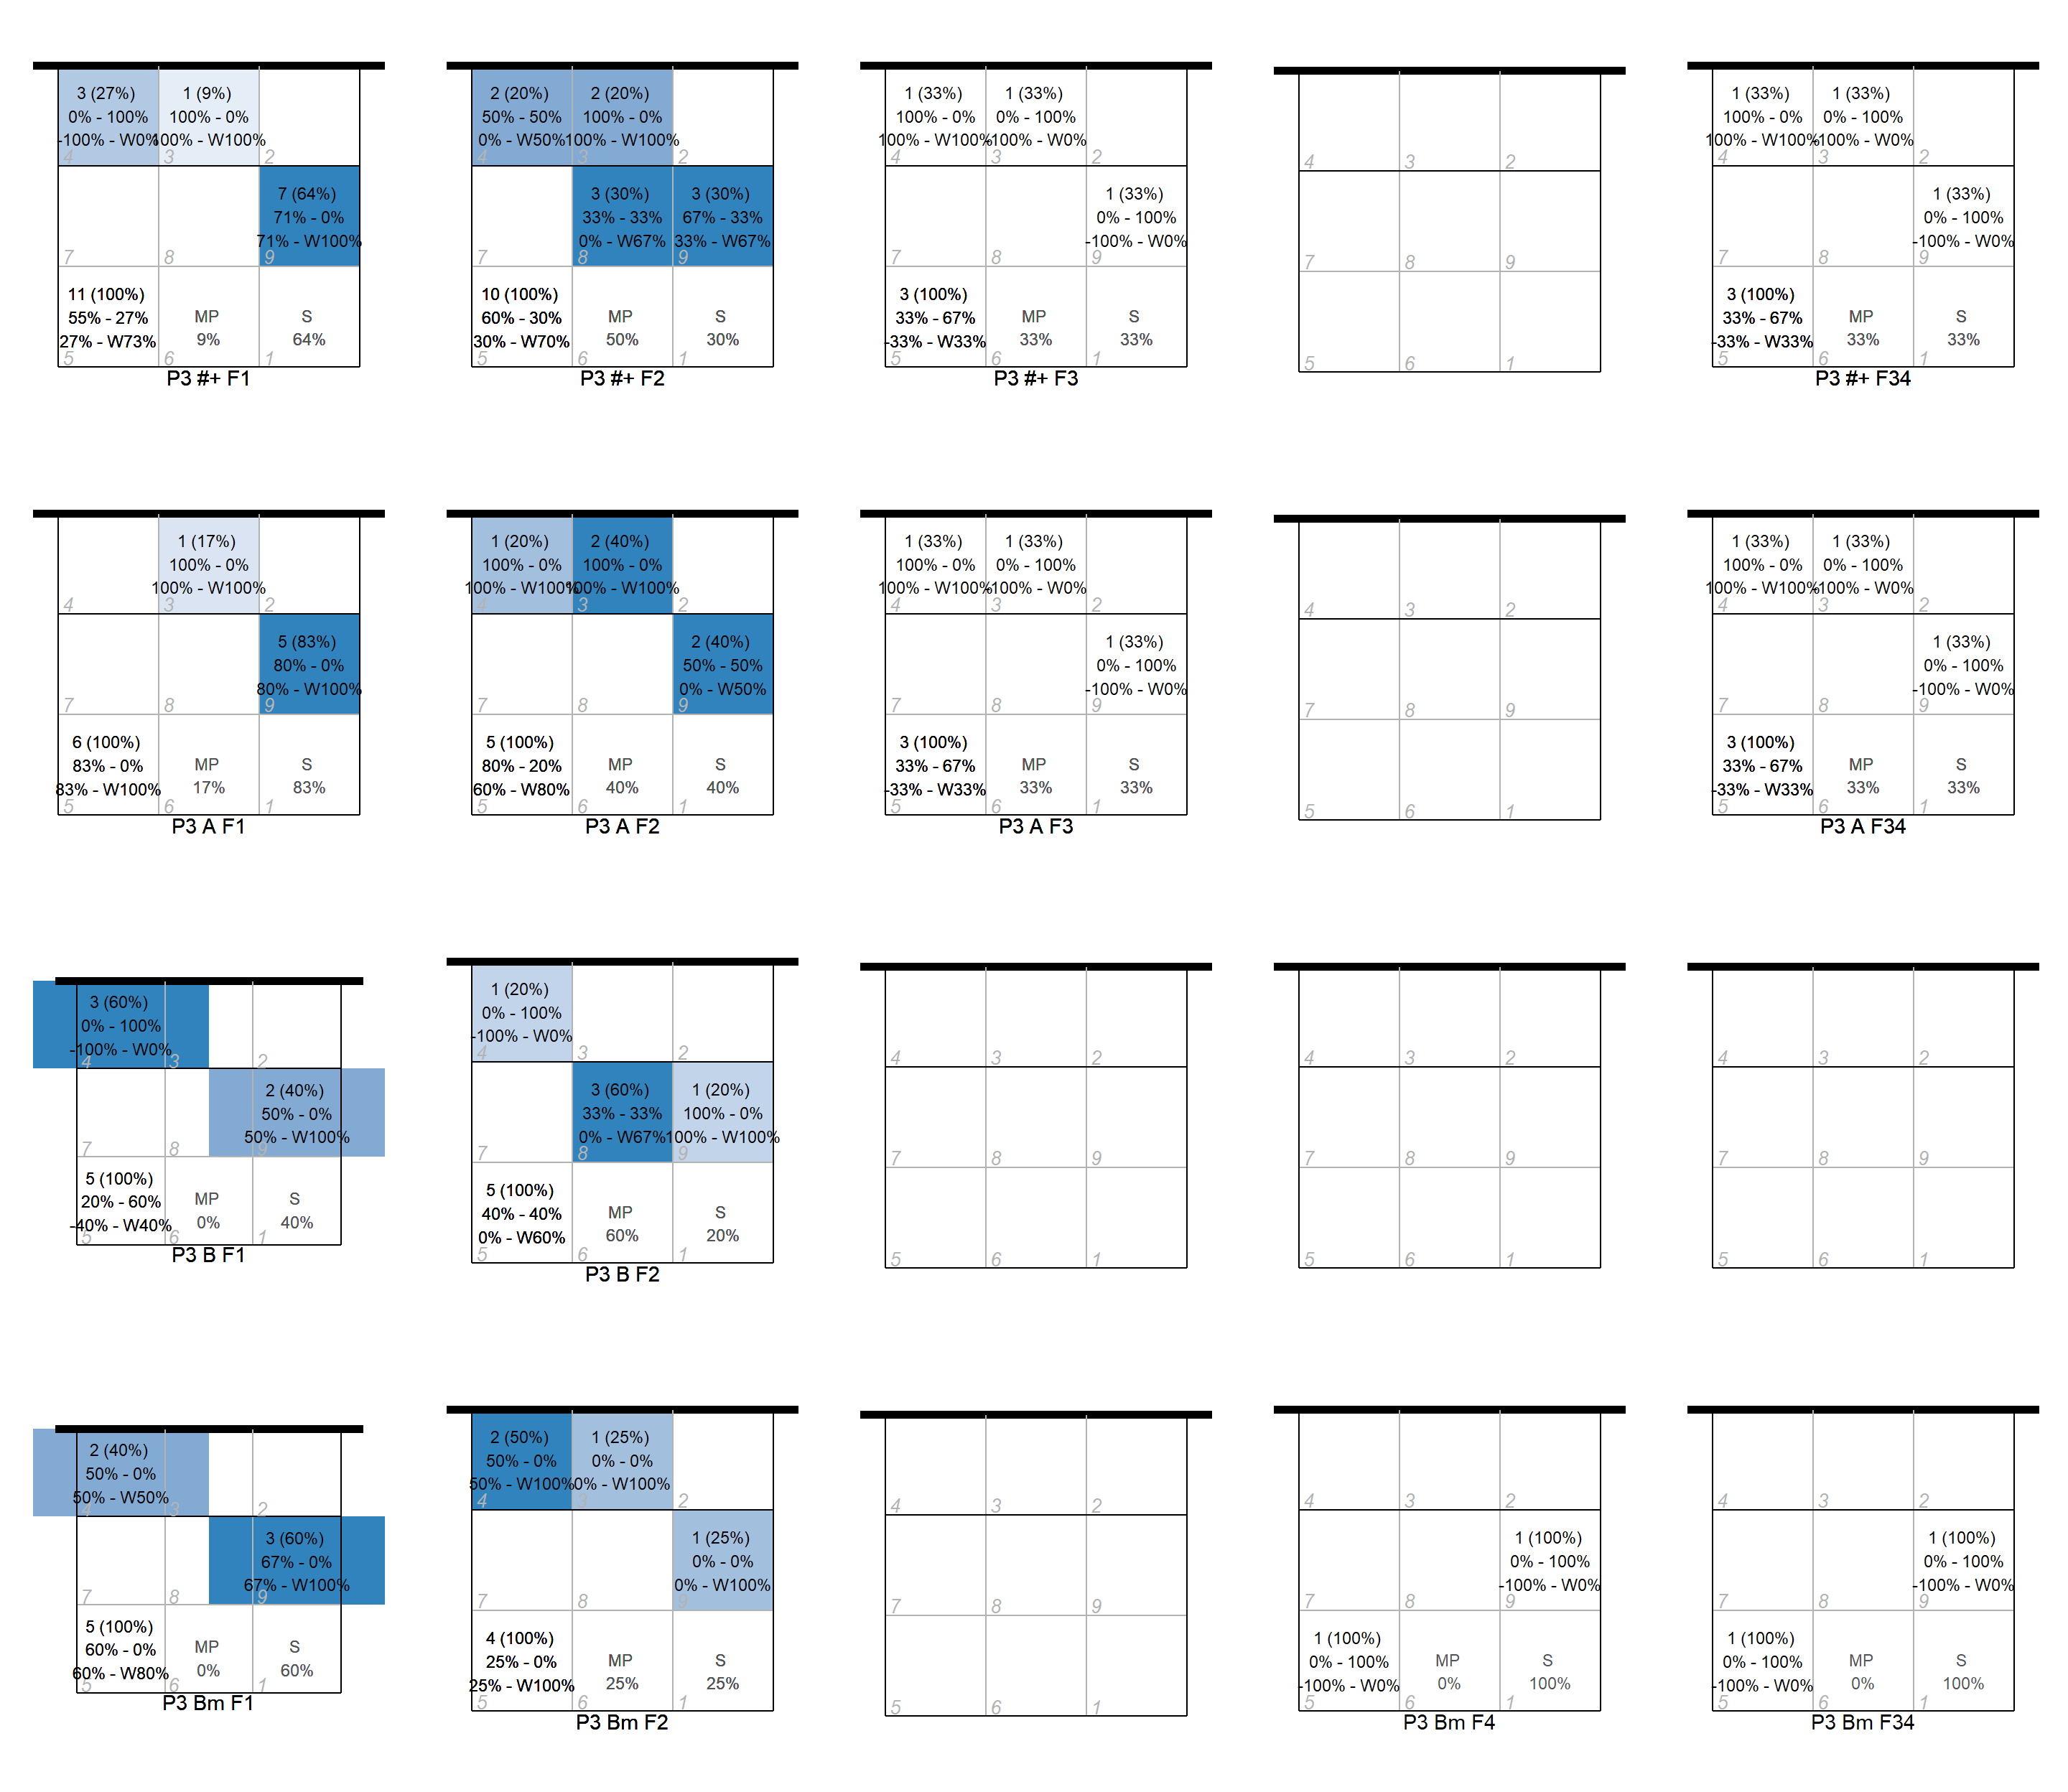 3 (27%)
0% - 100%
-100% - W0%
4
1 (9%)
100% - 0%
100% - W100%
3
2
7
8
7 (64%)
71% - 0%
71% - W100%
9
11 (100%)
55% - 27%
27% - W73%
5
MP
9%
6
S
64%
1
P3 #+ F1
2 (20%)
50% - 50%
0% - W50%
4
2 (20%)
100% - 0%
100% - W100%
3
2
7
3 (30%)
33% - 33%
0% - W67%
8
3 (30%)
67% - 33%
33% - W67%
9
10 (100%)
60% - 30%
30% - W70%
5
MP
50%
6
S
30%
1
P3 #+ F2
1 (33%)
100% - 0%
100% - W100%
4
1 (33%)
0% - 100%
-100% - W0%
3
2
7
8
1 (33%)
0% - 100%
-100% - W0%
9
3 (100%)
33% - 67%
-33% - W33%
5
MP
33%
6
S
33%
1
P3 #+ F3
4
3
2
7
8
9
5
6
1
1 (33%)
100% - 0%
100% - W100%
4
1 (33%)
0% - 100%
-100% - W0%
3
2
7
8
1 (33%)
0% - 100%
-100% - W0%
9
3 (100%)
33% - 67%
-33% - W33%
5
MP
33%
6
S
33%
1
P3 #+ F34
4
1 (17%)
100% - 0%
100% - W100%
3
2
7
8
5 (83%)
80% - 0%
80% - W100%
9
6 (100%)
83% - 0%
83% - W100%
5
MP
17%
6
S
83%
1
P3 A F1
1 (20%)
100% - 0%
100% - W100%
4
2 (40%)
100% - 0%
100% - W100%
3
2
7
8
2 (40%)
50% - 50%
0% - W50%
9
5 (100%)
80% - 20%
60% - W80%
5
MP
40%
6
S
40%
1
P3 A F2
1 (33%)
100% - 0%
100% - W100%
4
1 (33%)
0% - 100%
-100% - W0%
3
2
7
8
1 (33%)
0% - 100%
-100% - W0%
9
3 (100%)
33% - 67%
-33% - W33%
5
MP
33%
6
S
33%
1
P3 A F3
4
3
2
7
8
9
5
6
1
1 (33%)
100% - 0%
100% - W100%
4
1 (33%)
0% - 100%
-100% - W0%
3
2
7
8
1 (33%)
0% - 100%
-100% - W0%
9
3 (100%)
33% - 67%
-33% - W33%
5
MP
33%
6
S
33%
1
P3 A F34
3 (60%)
0% - 100%
-100% - W0%
4
3
2
7
8
2 (40%)
50% - 0%
50% - W100%
9
5 (100%)
20% - 60%
-40% - W40%
5
MP
0%
6
S
40%
1
P3 B F1
1 (20%)
0% - 100%
-100% - W0%
4
3
2
7
3 (60%)
33% - 33%
0% - W67%
8
1 (20%)
100% - 0%
100% - W100%
9
5 (100%)
40% - 40%
0% - W60%
5
MP
60%
6
S
20%
1
P3 B F2
4
3
2
7
8
9
5
6
1
4
3
2
7
8
9
5
6
1
4
3
2
7
8
9
5
6
1
2 (40%)
50% - 0%
50% - W50%
4
3
2
7
8
3 (60%)
67% - 0%
67% - W100%
9
5 (100%)
60% - 0%
60% - W80%
5
MP
0%
6
S
60%
1
P3 Bm F1
2 (50%)
50% - 0%
50% - W100%
4
1 (25%)
0% - 0%
0% - W100%
3
2
7
8
1 (25%)
0% - 0%
0% - W100%
9
4 (100%)
25% - 0%
25% - W100%
5
MP
25%
6
S
25%
1
P3 Bm F2
4
3
2
7
8
9
5
6
1
4
3
2
7
8
1 (100%)
0% - 100%
-100% - W0%
9
1 (100%)
0% - 100%
-100% - W0%
5
MP
0%
6
S
100%
1
P3 Bm F4
4
3
2
7
8
1 (100%)
0% - 100%
-100% - W0%
9
1 (100%)
0% - 100%
-100% - W0%
5
MP
0%
6
S
100%
1
P3 Bm F34